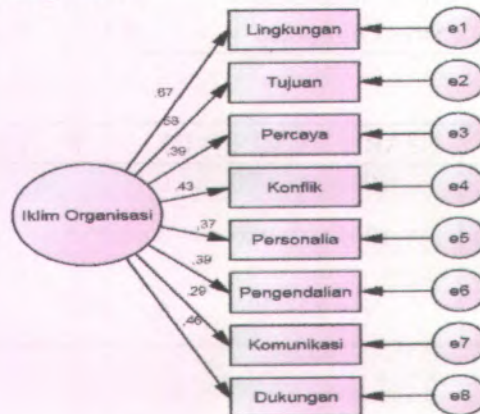 Lingkungan e1
,67
Tujuan e2
Percaya e3
,39
Konflik e4
,43
Iklim Organisasi
Personalia e5
,37
,39
Pengendalian e6
,29
Komunikasi e7
,46
Dukungan e8